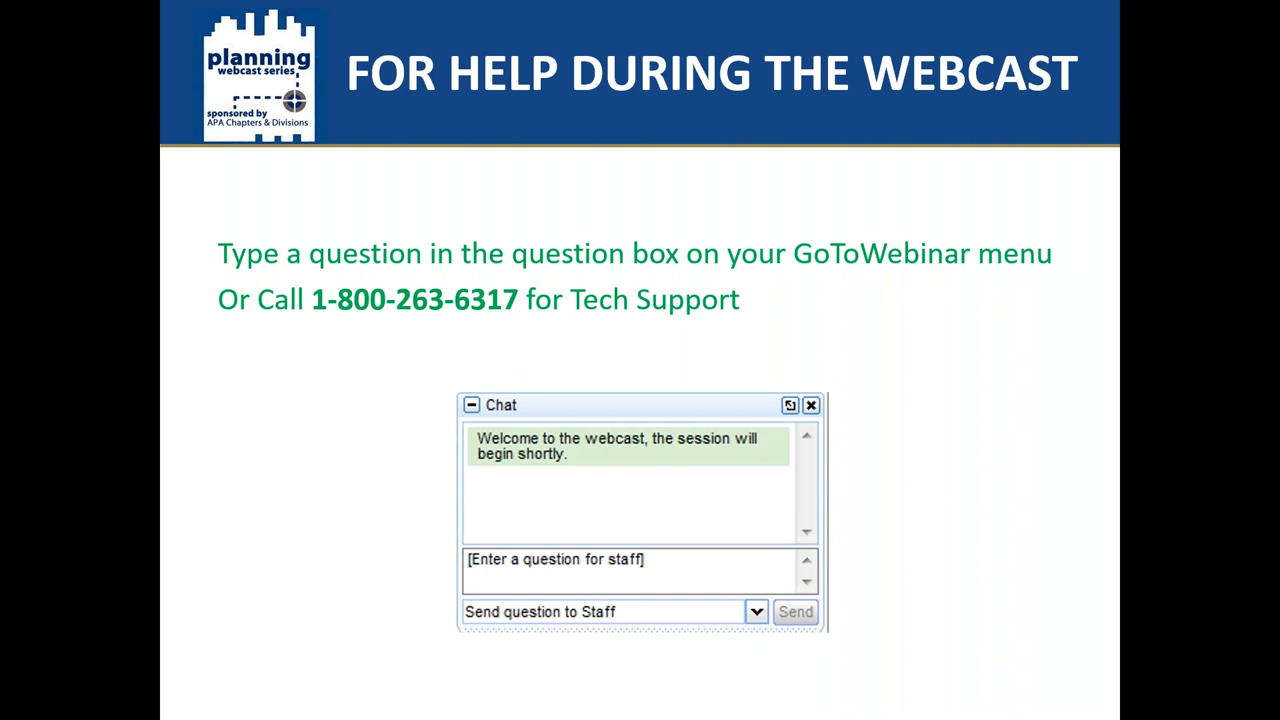 planning
webcast series
sponsored by
APA Chapters & Divisions
FOR HELP DURING THE WEBCAST
Type a question in the question box on your GoToWebinar menu
Or Call 1-800-263-6317 for Tech Support
Chat
Welcome to the webcast, the session will
begin shortly.
[Enter a question for staff]
Send question to Staff
Send